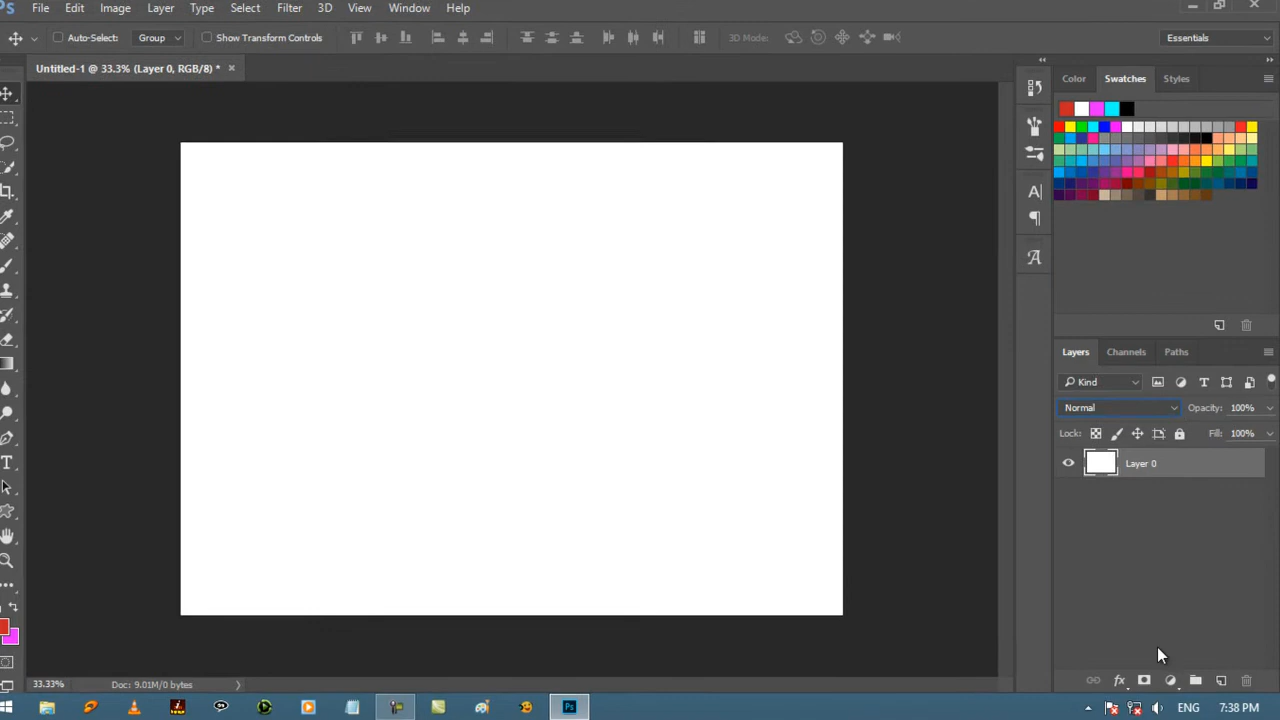 Ps File Edit Image Layer Type Select Filter 3D View Window Help
Auto-Select: Group Show Transform Controls 3D Mode: Essentials
Untitled-1 @ 33.3% (Layer 0, RGB/8) * ×
Color Swatches Styles
Layers Channels Paths
Kind
Normal Opacity: 100%
Lock: Fill: 100%
Layer 0
33.33% Doc: 9.01M/0 bytes
Ps ENG 7:38 PM